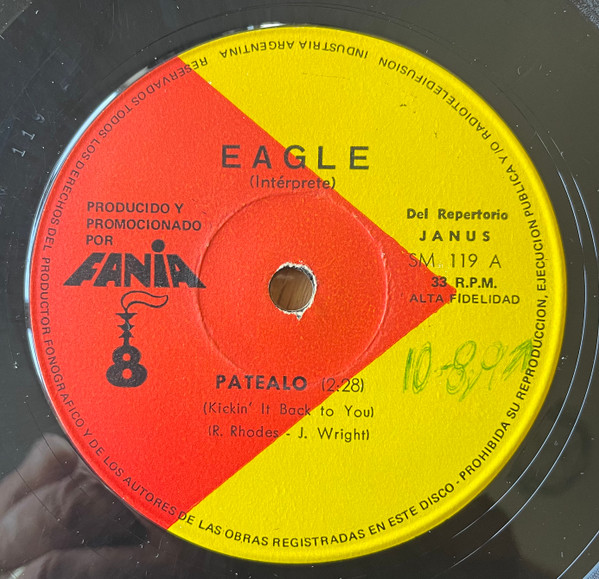 EAGLE
(Intérprete)
PRODUCIDO Y
PROMOCIONADO
POR
FANIA
8
Del Repertorio
JANUS
SM 119 A
33 R.P.M.
ALTA FIDELIDAD
PATEALO (2:28)
(Kickin' It Back to You)
(R. Rhodes - J. Wright)
INDUSTRIA ARGENTINA
RESERVADOS TODOS LOS DERECHOS DEL PRODUCTOR FONOGRAFICO Y DE LOS AUTORES DE LAS OBRAS REGISTRADAS EN ESTE DISCO - PROHIBIDA SU REPRODUCCION, EJECUCION PUBLICA Y/O RADIOTELEDIFUSION